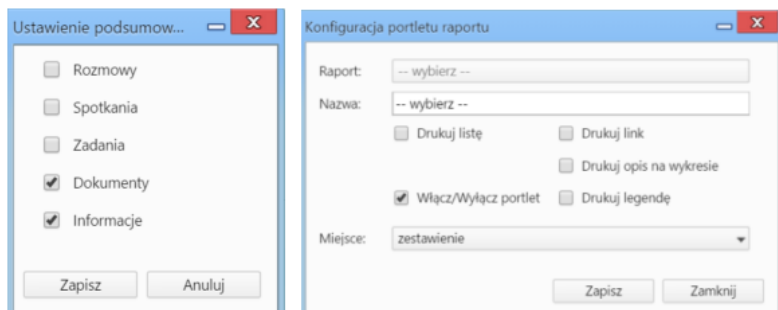 Ustawienie podsumow...
Rozmowy
Spotkania
Zadania
Dokumenty
Informacje
Zapisz Anuluj
Konfiguracja portletu raportu
Raport: -- wybierz --
Nazwa: -- wybierz --
Drukuj listę Drukuj link
Drukuj opis na wykresie
Włącz/Wyłącz portlet Drukuj legendę
Miejsce: zestawienie
Zapisz Zamknij